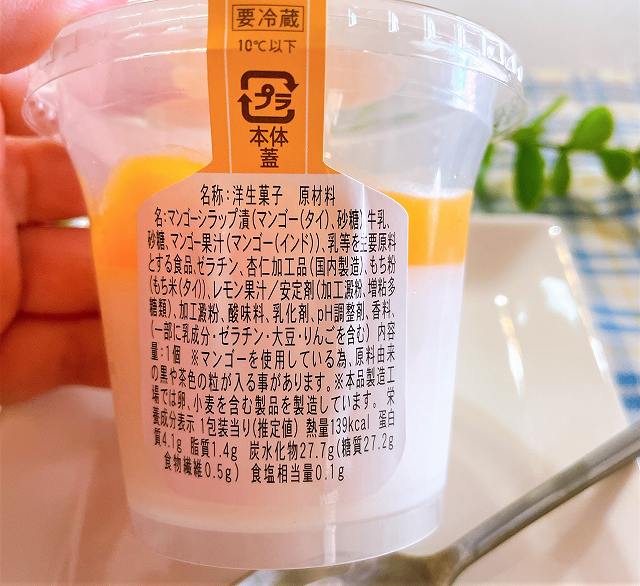 要冷蔵
10℃以下
プラ
本体
蓋
名称:洋生菓子 原材料
名:マンゴーシラップ漬(マンゴー(タイ)、砂糖)牛乳、
砂糖、マンゴー果汁(マンゴー(インド))、乳等を主要原料
とする食品、ゼラチン、杏仁加工品(国内製造)、もち粉
(もち米(タイ))、レモン果汁/安定剤(加工澱粉、増粘多
糖類)、加工澱粉、酸味料、乳化剤、pH調整剤、香料、
(一部に乳成分・ゼラチン・大豆・りんごを含む) 内容
量:1個 ※マンゴーを使用している為、原料由来
の黒や茶色の粒が入る事があります。※本品製造工
場では卵、小麦を含む製品を製造しています。 栄
養成分表示 1包装当り(推定値) 熱量139kcal 蛋白
質4.1g 脂質1.4g 炭水化物27.7g(糖質27.2g
食物繊維0.5g) 食塩相当量0.1g